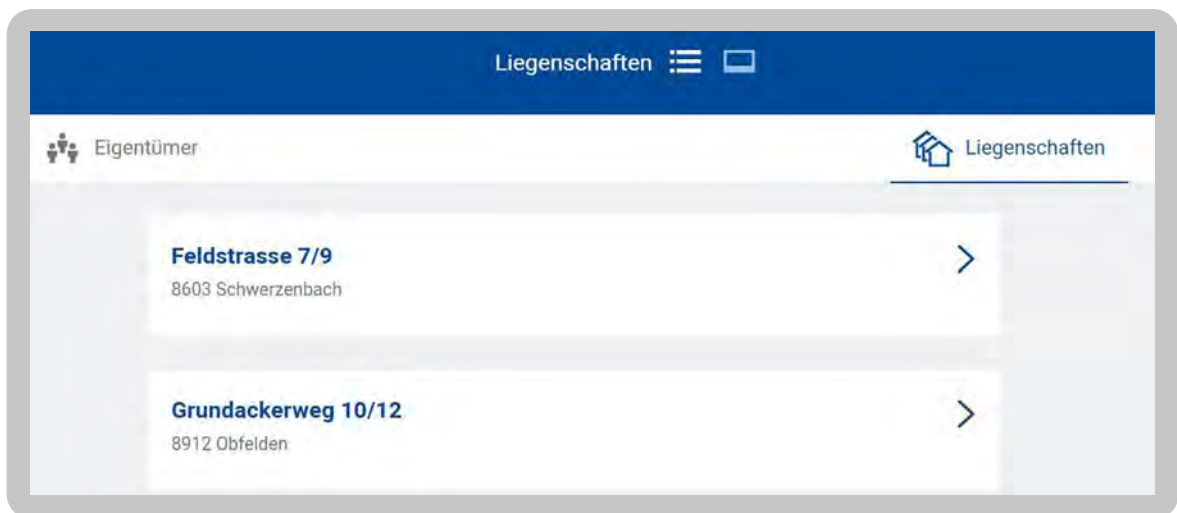 Liegenschaften
Eigentümer
Liegenschaften
Feldstrasse 7/9
8603 Schwerzenbach
Grundackerweg 10/12
8912 Obfelden